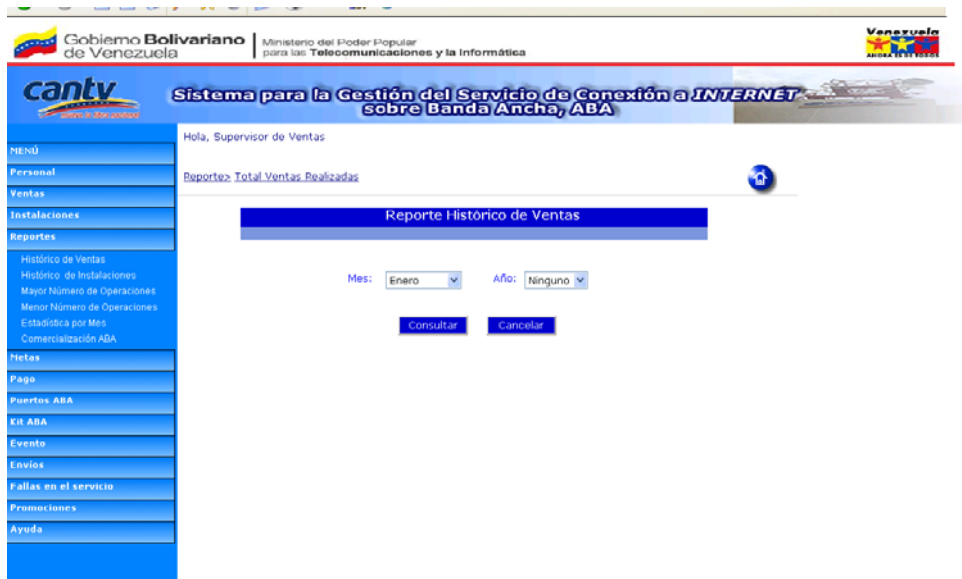 Gobierno Bolivariano
de Venezuela
Ministerio del Poder Popular
para las Telecomunicaciones y la Informática
Venezuela
AHORA ES DE TODOS
cantv
Sistema para la Gestión del Servicio de Conexión a INTERNET
sobre Banda Ancha, ABA
Hola, Supervisor de Ventas
Reporte> Total Ventas Realizadas
MENÚ
Personal
Ventas
Instalaciones
Reportes
Histórico de Ventas
Histórico de Instalaciones
Mayor Número de Operaciones
Menor Número de Operaciones
Estadística por Mes
Comercialización ABA
Metas
Pago
Puertos ABA
Kit ABA
Evento
Envíos
Fallas en el servicio
Promociones
Ayuda
Reporte Histórico de Ventas
Mes: Enero Año: Ninguno
Consultar Cancelar